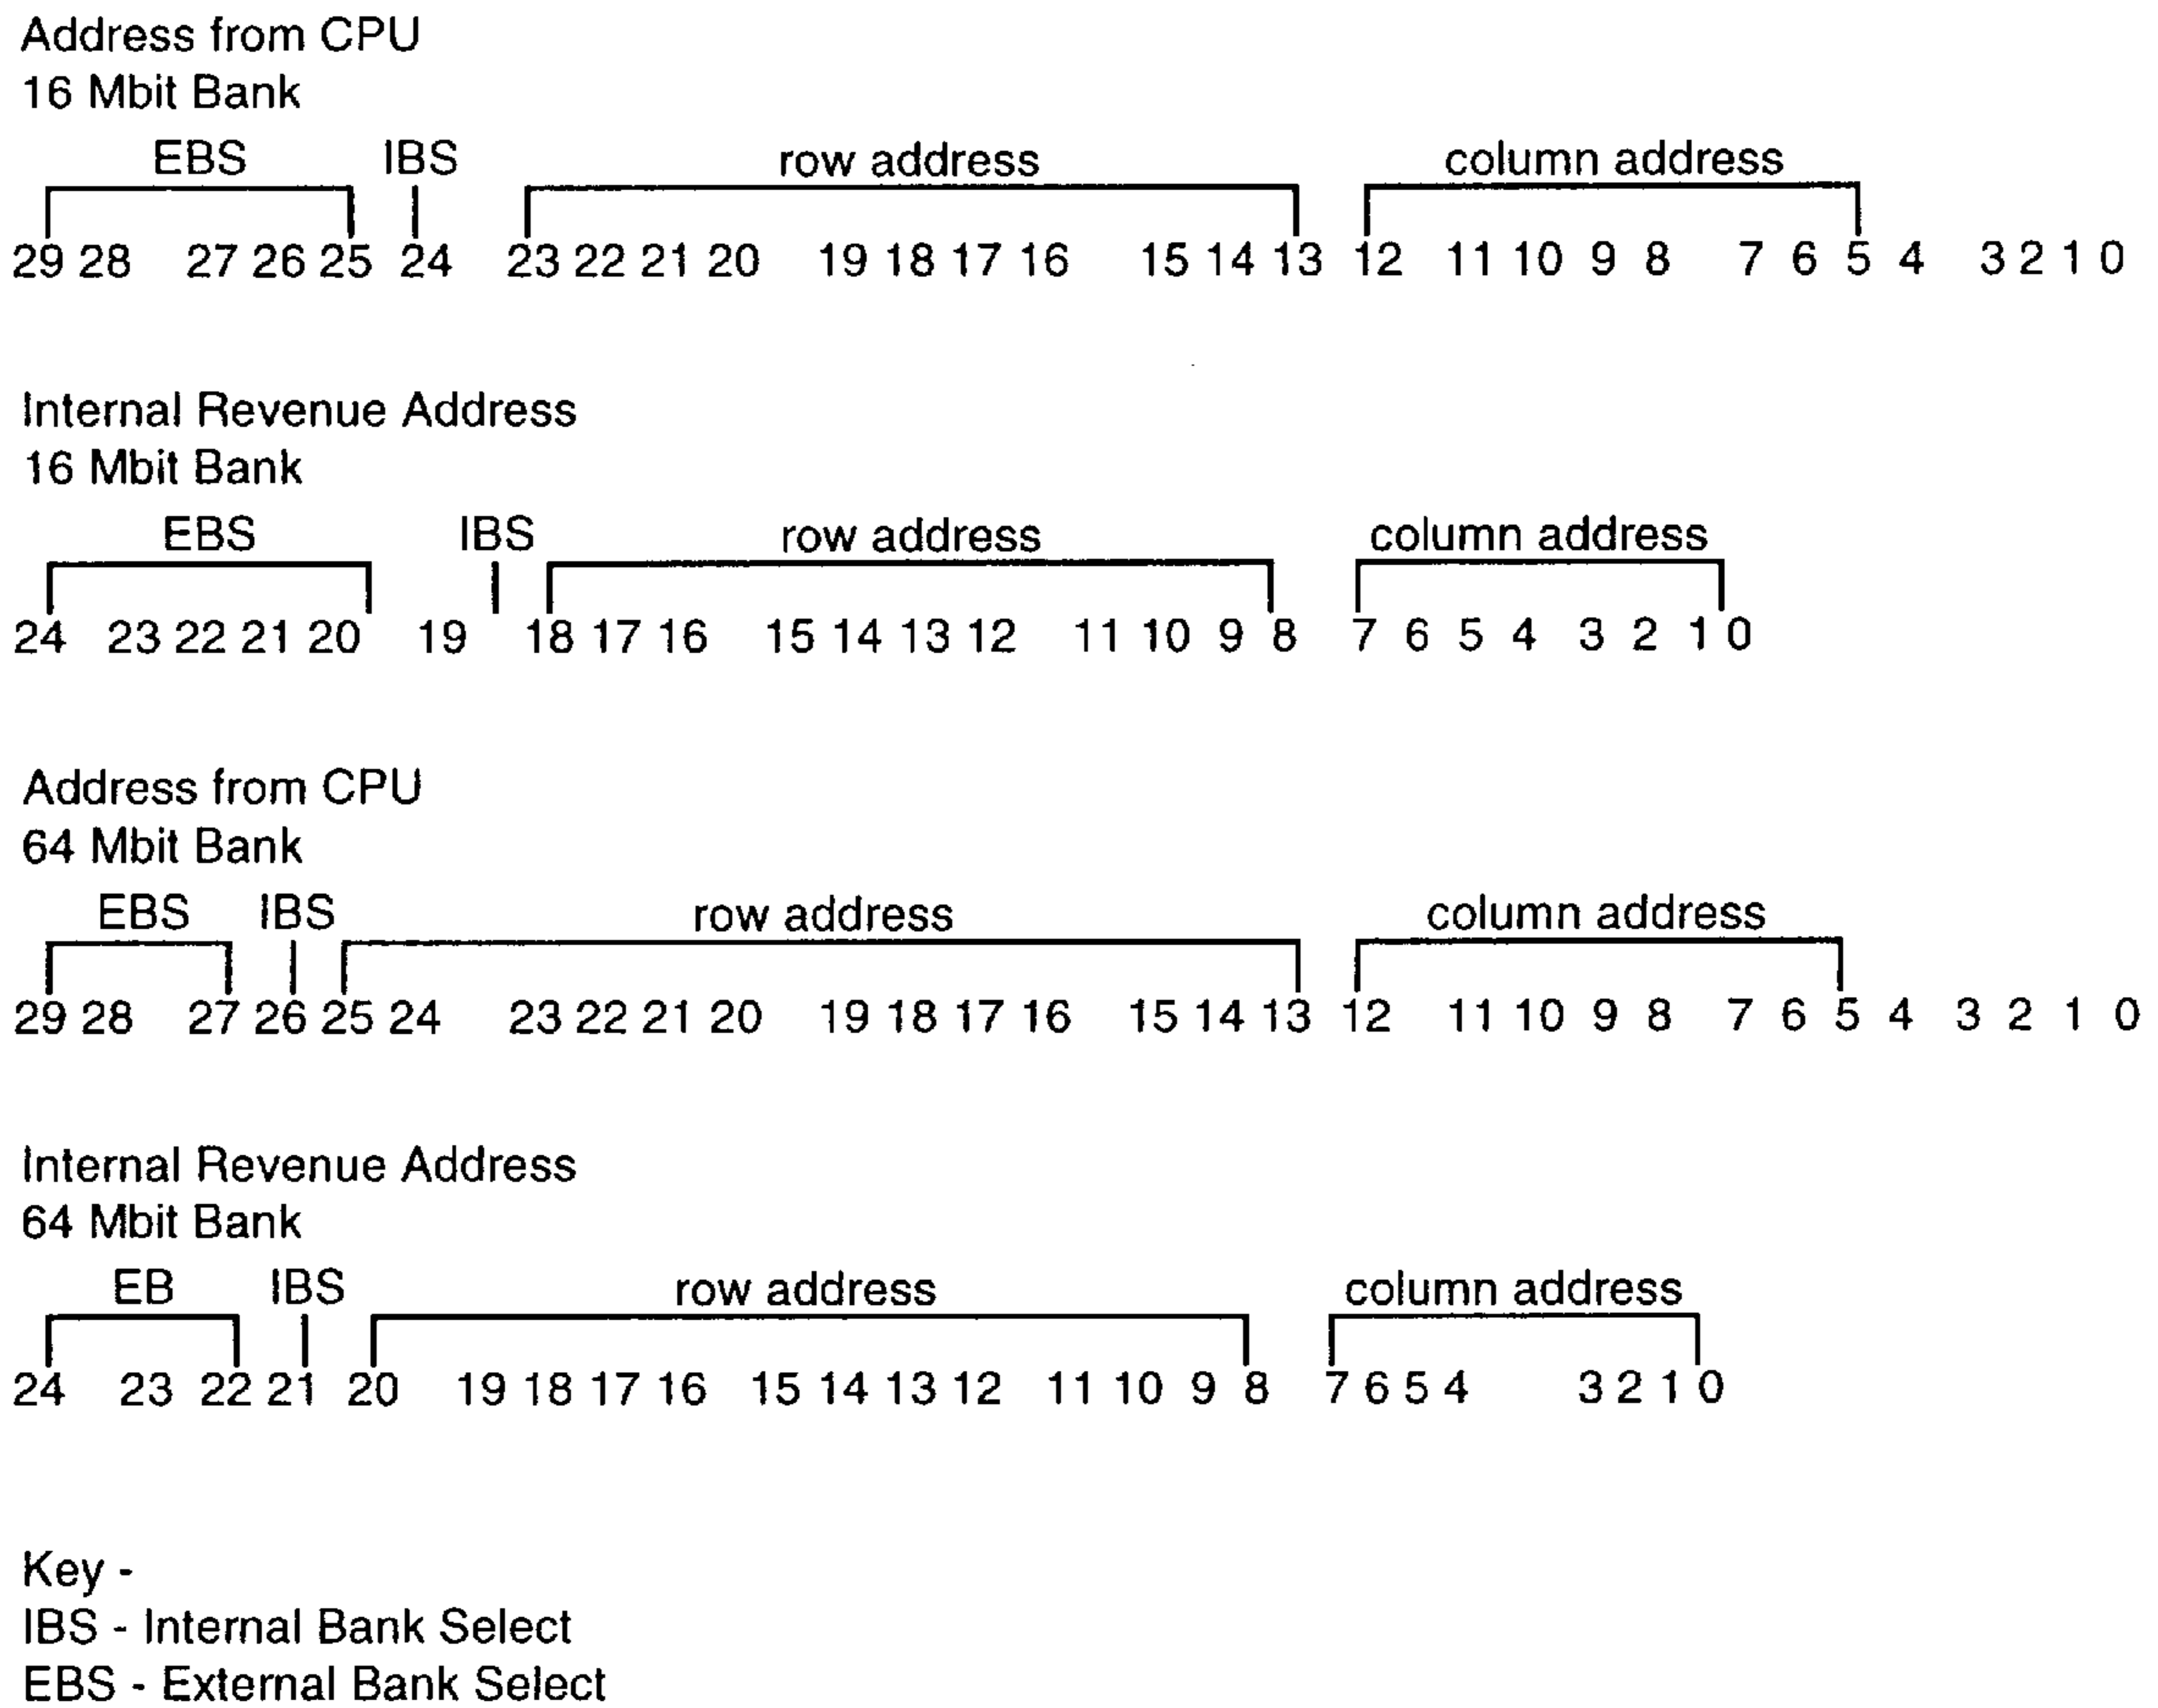 Address from CPU
16 Mbit Bank
EBS IBS row address column address
29 28 27 26 25 24 23 22 21 20 19 18 17 16 15 14 13 12 11 10 9 8 7 6 5 4 3 2 1 0
Internal Revenue Address
16 Mbit Bank
EBS IBS row address column address
24 23 22 21 20 19 18 17 16 15 14 13 12 11 10 9 8 7 6 5 4 3 2 1 0
Address from CPU
64 Mbit Bank
EBS IBS row address column address
29 28 27 26 25 24 23 22 21 20 19 18 17 16 15 14 13 12 11 10 9 8 7 6 5 4 3 2 1 0
Internal Revenue Address
64 Mbit Bank
EB IBS row address column address
24 23 22 21 20 19 18 17 16 15 14 13 12 11 10 9 8 7 6 5 4 3 2 1 0
Key -
IBS - Internal Bank Select
EBS - External Bank Select